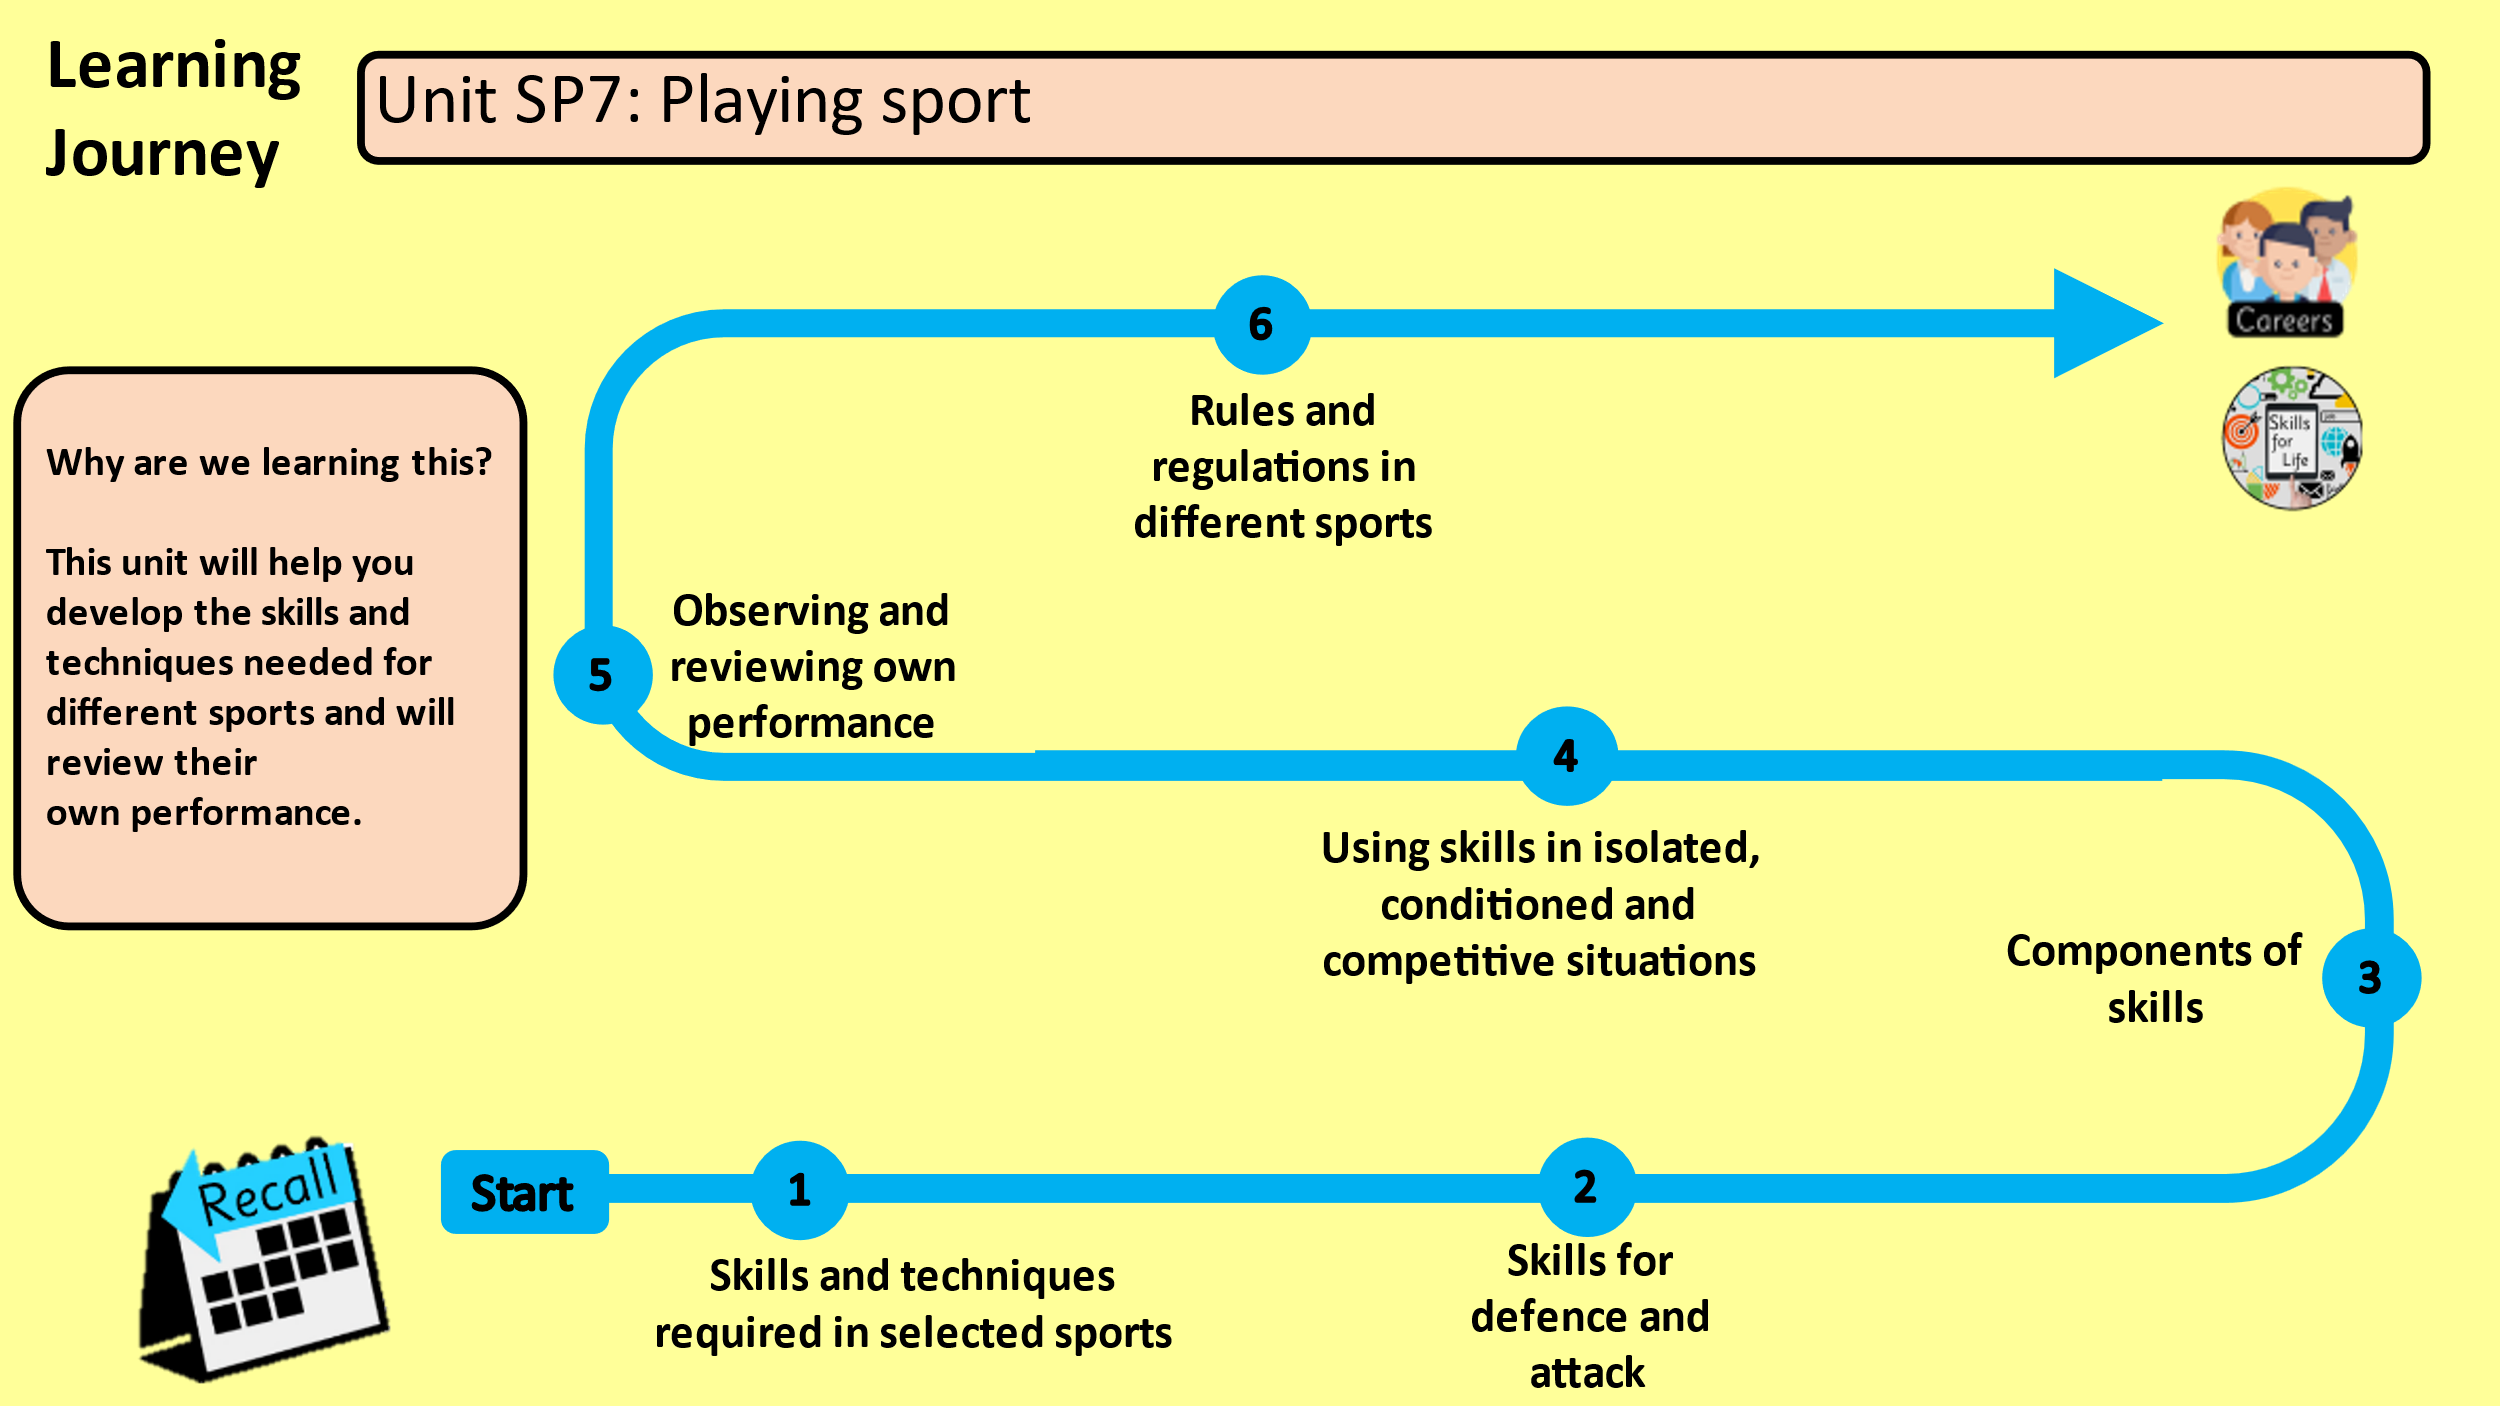 Learning
Journey
Unit SP7: Playing sport
Careers
Skills
for
Life
6
Rules and
regulations in
different sports
Why are we learning this?
This unit will help you
develop the skills and
techniques needed for
different sports and will
review their
own performance.
5
Observing and
reviewing own
performance
4
Using skills in isolated,
conditioned and
competitive situations
Components of
skills
3
Recall
Start
1
Skills and techniques
required in selected sports
2
Skills for
defence and
attack